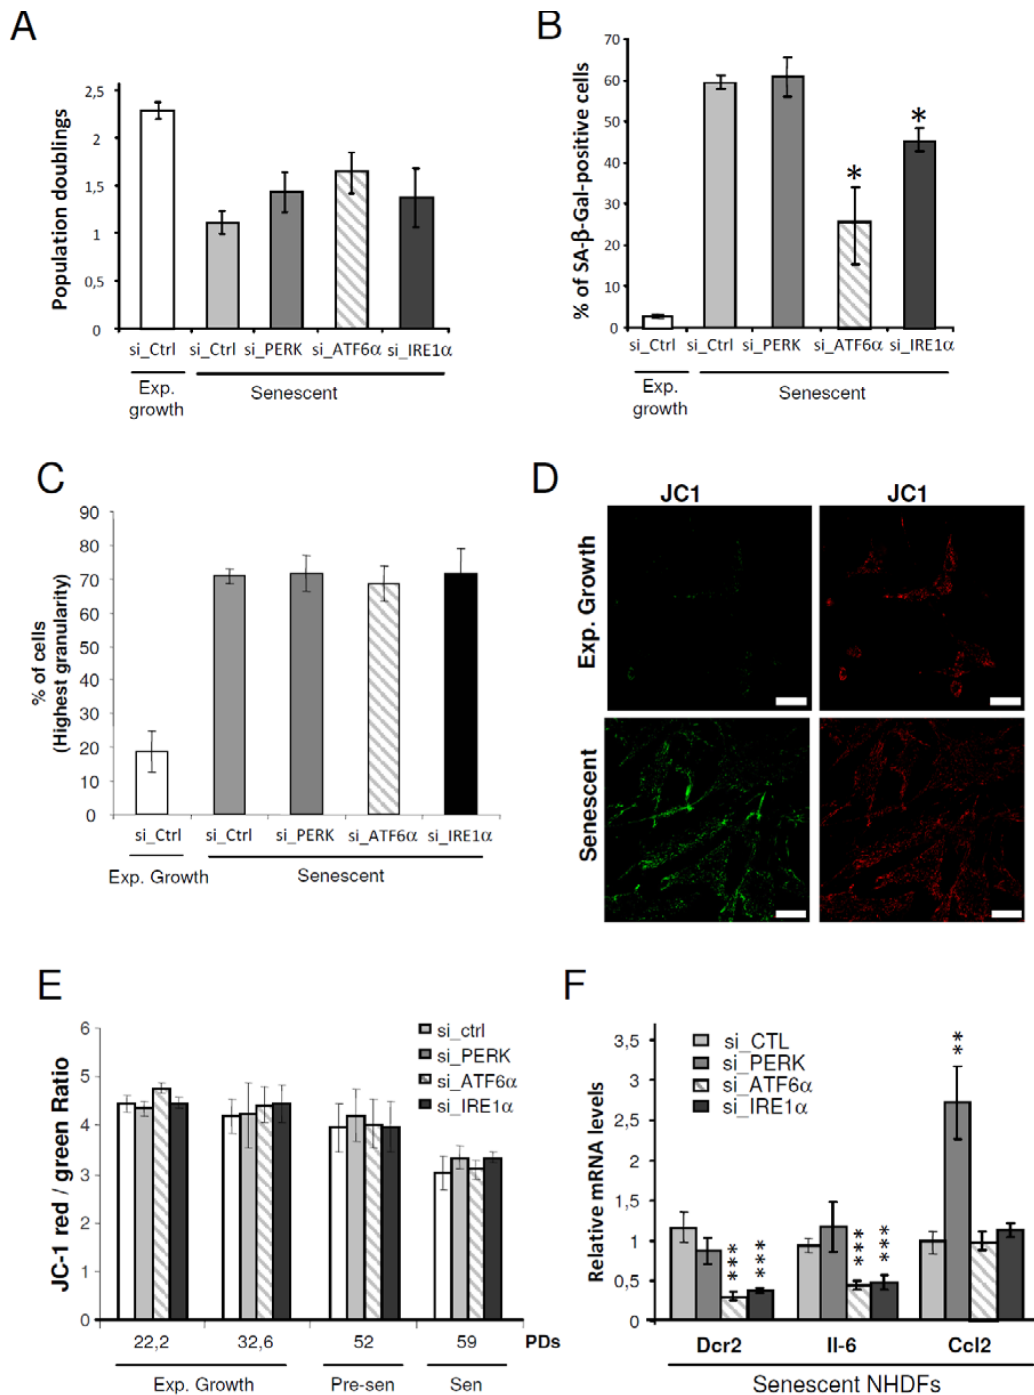 A
Population doublings
2,5
2
1,5
1
0,5
0
si_Ctrl
si_Ctrl si_PERK si_ATF6α si_IRE1α
Exp.
growth
Senescent
B
% of SA-β-Gal-positive cells
70
60
50
40
30
20
10
0
*
*
si_Ctrl
si_Ctrl si_PERK si_ATF6α si_IRE1α
Exp.
growth
Senescent
C
% of cells
(Highest granularity)
90
80
70
60
50
40
30
20
10
0
si_Ctrl
si_Ctrl si_PERK si_ATF6α si_IRE1α
Exp. Growth
Senescent
D
JC1 JC1
Exp. Growth
Senescent
E
JC-1 red / green Ratio
6
5
4
3
2
1
0
si_ctrl
si_PERK
si_ATF6α
si_IRE1α
22,2 32,6 52 59 PDs
Exp. Growth Pre-sen Sen
F
Relative mRNA levels
3,5
3
2,5
2
1,5
1
0,5
0
si_CTL
si_PERK
si_ATF6α
si_IRE1α
***
***
***
***
**
Dcr2 Il-6 Ccl2
Senescent NHDFs